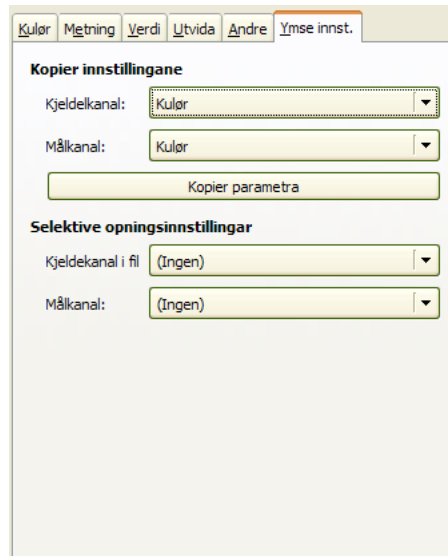 Kulør Metning Verdi Utvida Andre Ymse innst.
Kopier innstillingane
Kjeldelkanal: Kulør
Målkanal: Kulør
Kopier parametra
Selektive opningsinnstillingar
Kjeldekanal i fil (Ingen)
Målkanal: (Ingen)